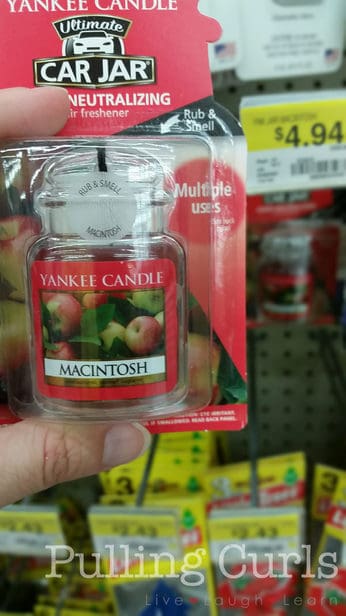 YANKEE CANDLE
Ultimate
CAR JAR
NEUTRALIZING
air freshener
Rub &
Smell
$4.94
RUB & SMELL
MACINTOSH
Multiple
uses
YANKEE CANDLE
MACINTOSH
Pulling Curls
Live Laugh Learn